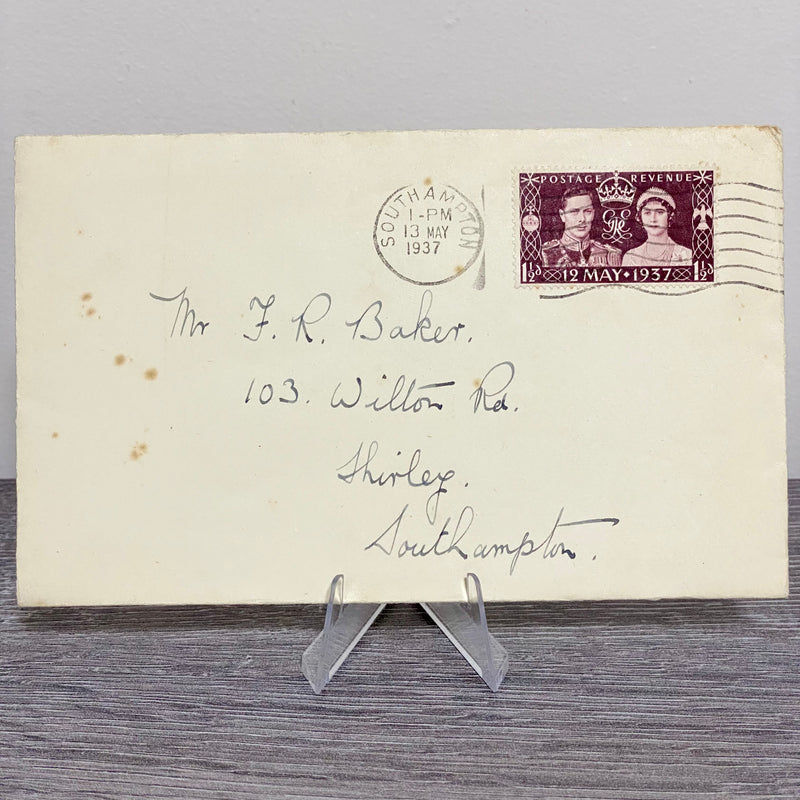 SOUTHAMPTON
1-PM
13 MAY
1937
POSTAGE REVENUE
1½d 12 MAY · 1937 1½d
Mr F. R. Baker.
103. Wilton Rd.
Shirley.
Southampton.